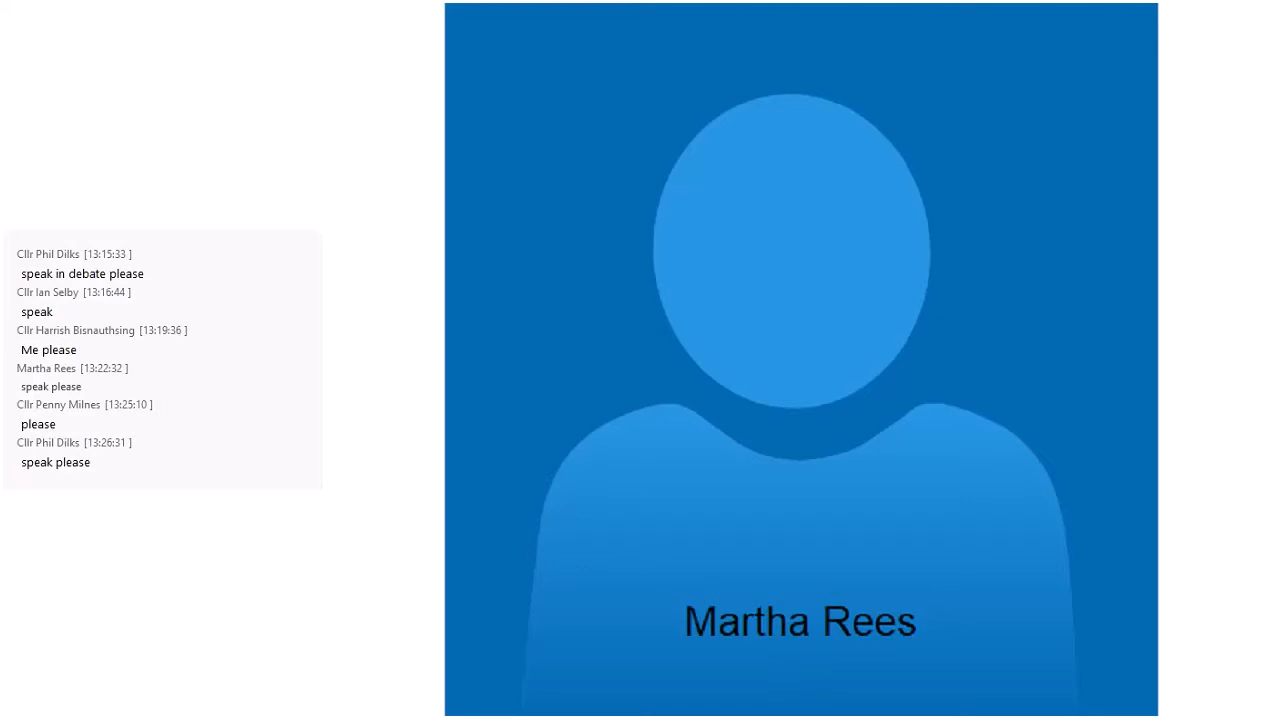 Cllr Phil Dilks [13:15:33 ]
speak in debate please
Cllr Ian Selby [13:16:44 ]
speak
Cllr Harrish Bisnauthsing [13:19:36 ]
Me please
Martha Rees [13:22:32 ]
speak please
Cllr Penny Milnes [13:25:10 ]
please
Cllr Phil Dilks [13:26:31 ]
speak please
Martha Rees